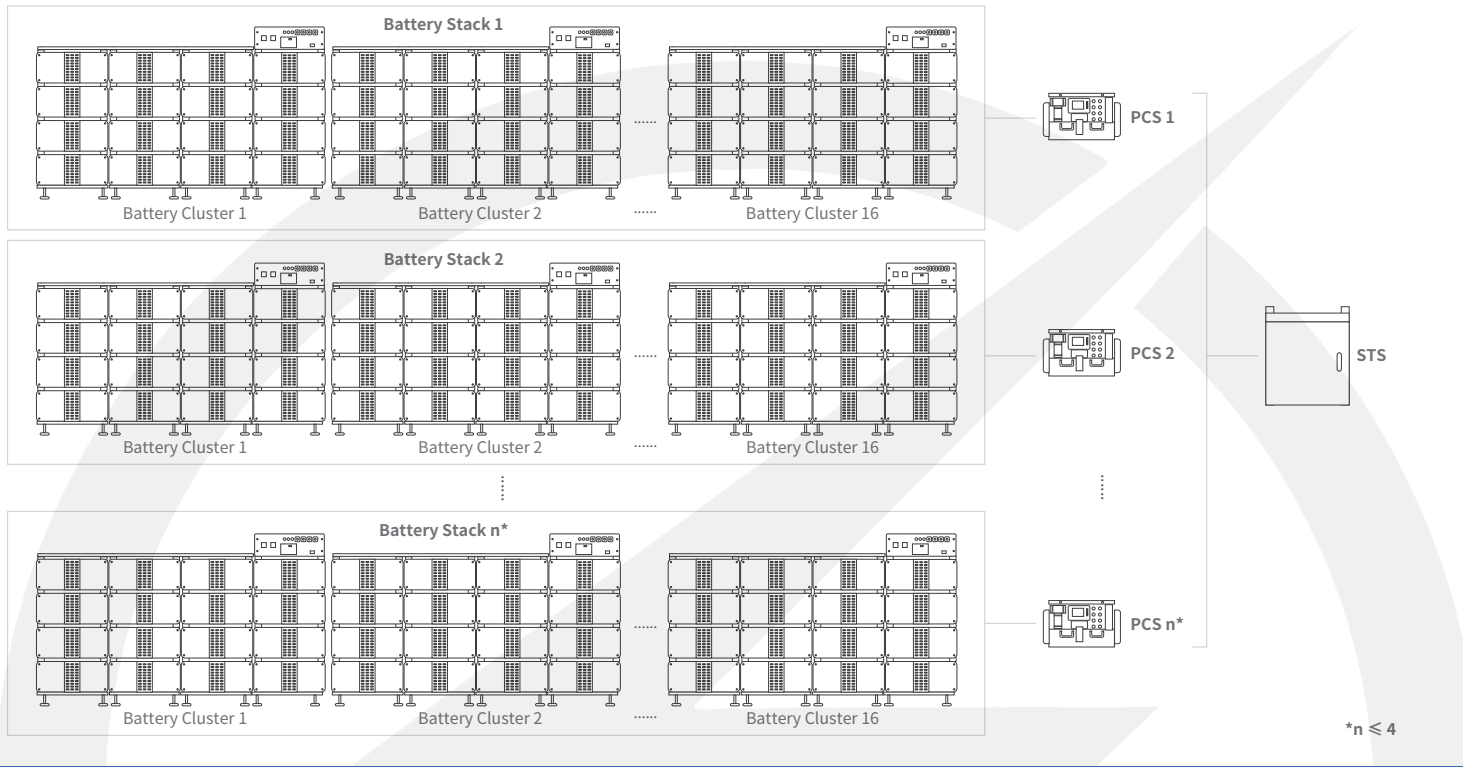 Battery Stack 1
......
PCS 1
Battery Cluster 1
Battery Cluster 2
......
Battery Cluster 16
Battery Stack 2
......
PCS 2
STS
Battery Cluster 1
Battery Cluster 2
......
Battery Cluster 16
......
......
Battery Stack n*
......
PCS n*
Battery Cluster 1
Battery Cluster 2
......
Battery Cluster 16
*n ⩽ 4